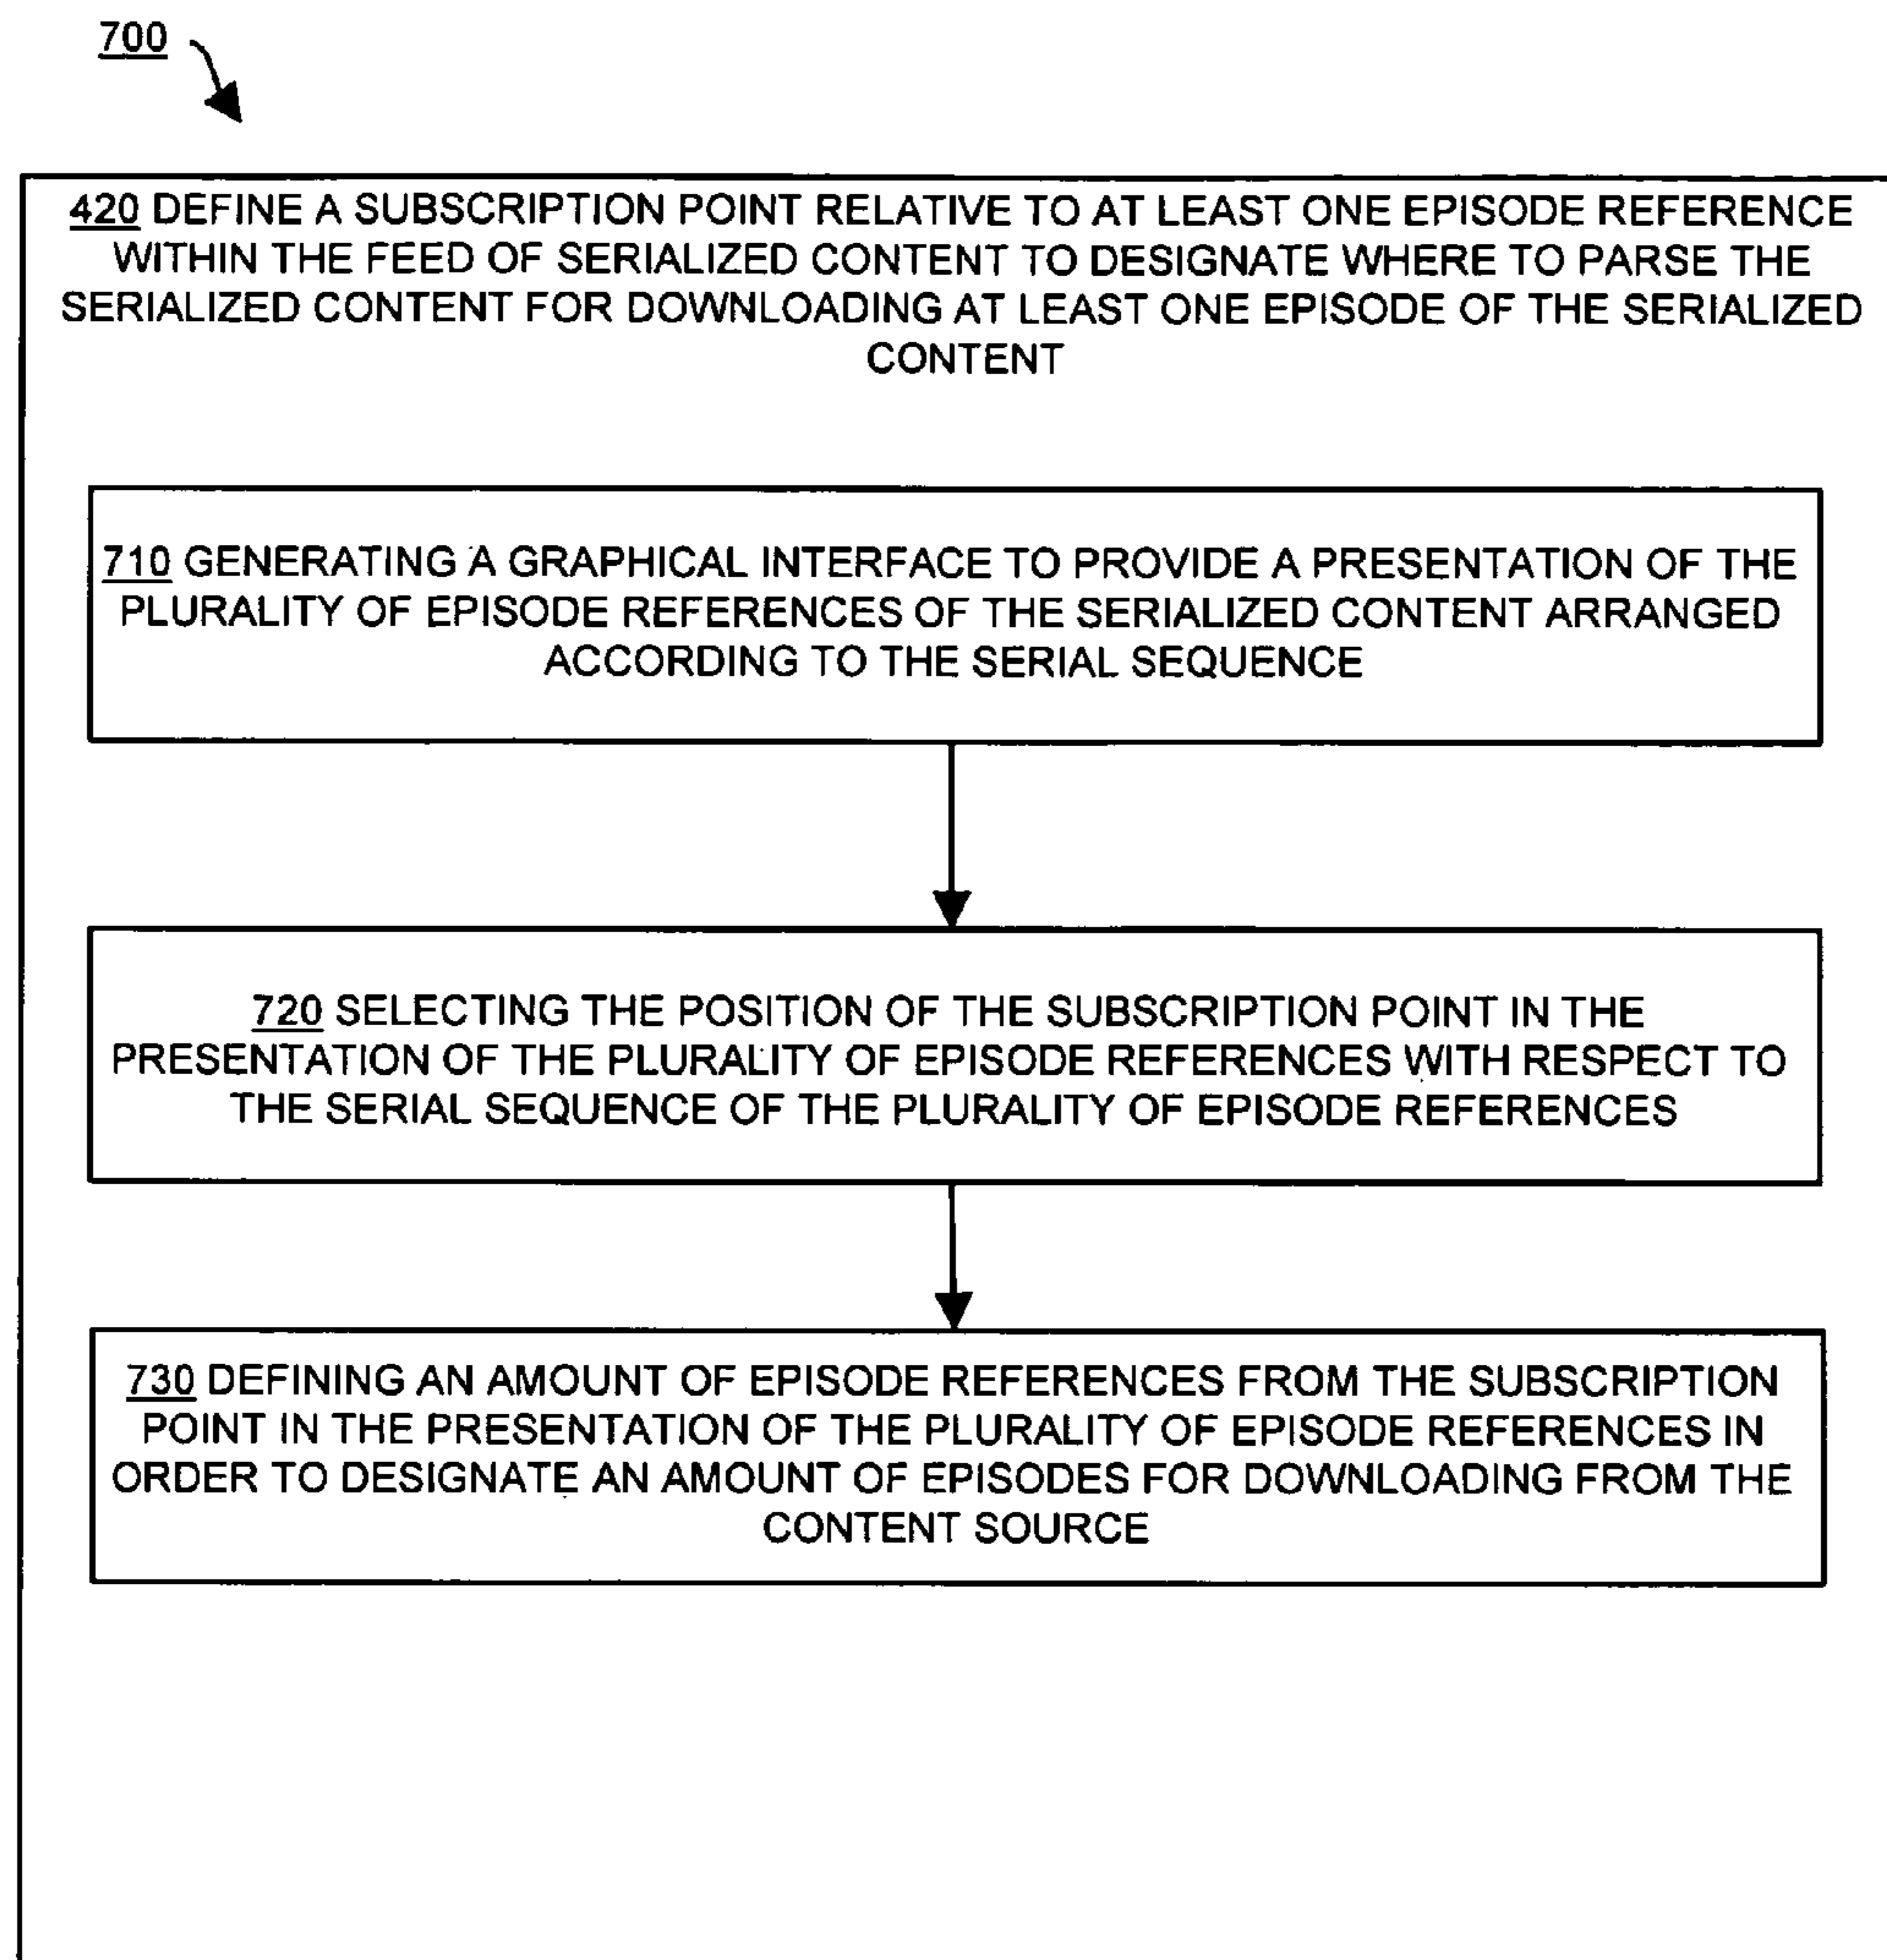 700
420 DEFINE A SUBSCRIPTION POINT RELATIVE TO AT LEAST ONE EPISODE REFERENCE
WITHIN THE FEED OF SERIALIZED CONTENT TO DESIGNATE WHERE TO PARSE THE
SERIALIZED CONTENT FOR DOWNLOADING AT LEAST ONE EPISODE OF THE SERIALIZED
CONTENT
710 GENERATING A GRAPHICAL INTERFACE TO PROVIDE A PRESENTATION OF THE
PLURALITY OF EPISODE REFERENCES OF THE SERIALIZED CONTENT ARRANGED
ACCORDING TO THE SERIAL SEQUENCE
720 SELECTING THE POSITION OF THE SUBSCRIPTION POINT IN THE
PRESENTATION OF THE PLURALITY OF EPISODE REFERENCES WITH RESPECT TO
THE SERIAL SEQUENCE OF THE PLURALITY OF EPISODE REFERENCES
730 DEFINING AN AMOUNT OF EPISODE REFERENCES FROM THE SUBSCRIPTION
POINT IN THE PRESENTATION OF THE PLURALITY OF EPISODE REFERENCES IN
ORDER TO DESIGNATE AN AMOUNT OF EPISODES FOR DOWNLOADING FROM THE
CONTENT SOURCE